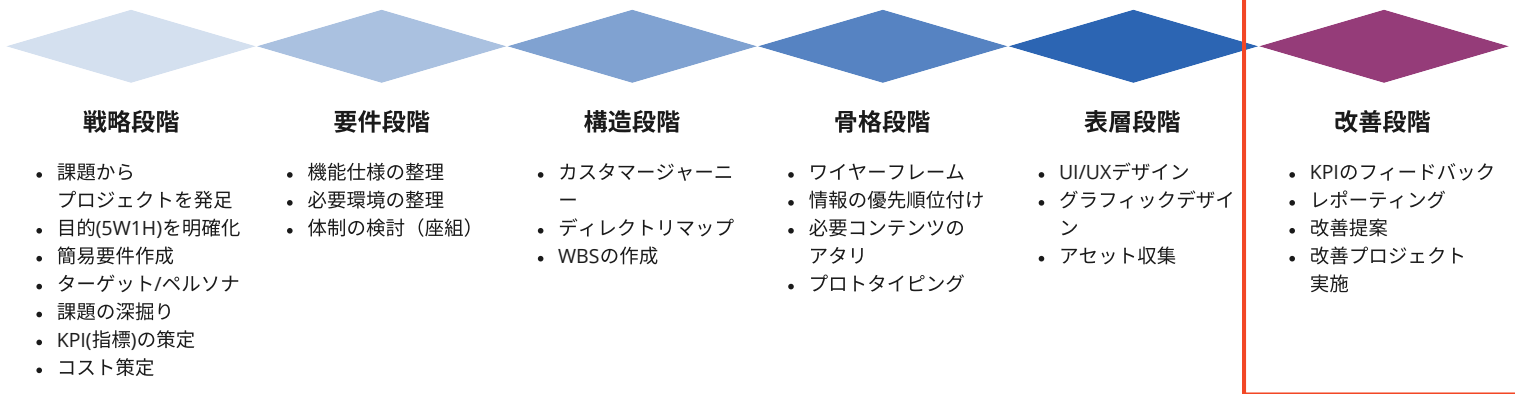 戦略段階
課題から
プロジェクトを発足
目的(5W1H)を明確化
簡易要件作成
ターゲット/ペルソナ
課題の深掘り
KPI(指標)の策定
コスト策定
要件段階
機能仕様の整理
必要環境の整理
体制の検討（座組）
構造段階
カスタマージャーニ
ー
ディレクトリマップ
WBSの作成
骨格段階
ワイヤーフレーム
情報の優先順位付け
必要コンテンツの
アタリ
プロトタイピング
表層段階
UI/UXデザイン
グラフィックデザイ
ン
アセット収集
改善段階
KPIのフィードバック
レポーティング
改善提案
改善プロジェクト
実施